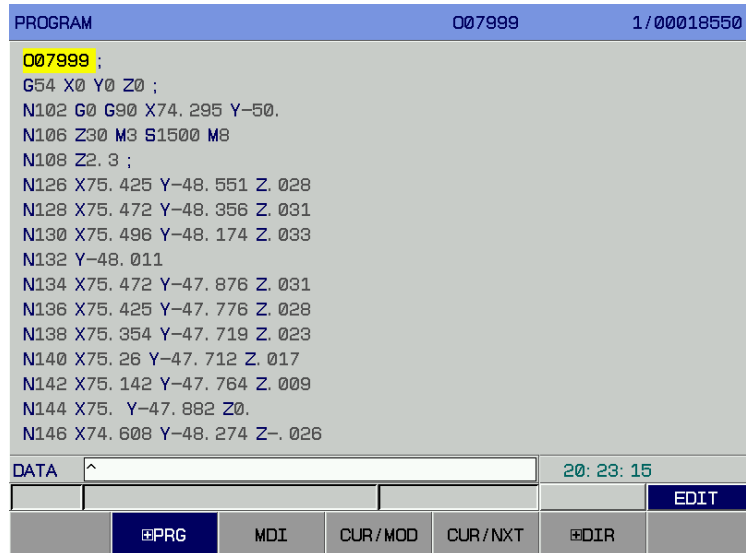 PROGRAM O07999 1/00018550
O07999 ;
G54 X0 Y0 Z0 ;
N102 G0 G90 X74.295 Y-50.
N106 Z30 M3 S1500 M8
N108 Z2.3 ;
N126 X75.425 Y-48.551 Z.028
N128 X75.472 Y-48.356 Z.031
N130 X75.496 Y-48.174 Z.033
N132 Y-48.011
N134 X75.472 Y-47.876 Z.031
N136 X75.425 Y-47.776 Z.028
N138 X75.354 Y-47.719 Z.023
N140 X75.26 Y-47.712 Z.017
N142 X75.142 Y-47.764 Z.009
N144 X75. Y-47.882 Z0.
N146 X74.608 Y-48.274 Z-.026
DATA ^ 20:23:15
EDIT
⊞PRG MDI CUR/MOD CUR/NXT ⊞DIR